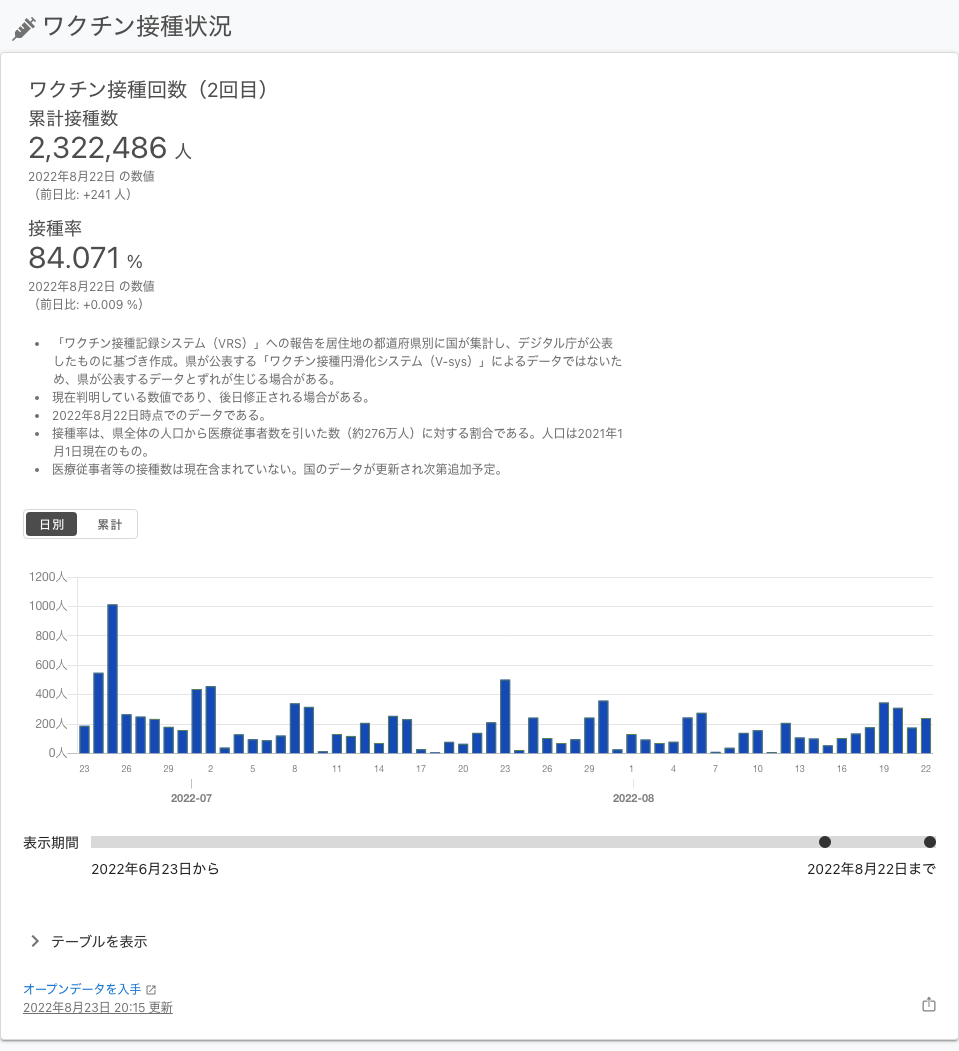 ワクチン接種状況
ワクチン接種回数（2回目）
累計接種数
2,322,486 人
2022年8月22日 の数値
（前日比: +241 人）
接種率
84.071 %
2022年8月22日 の数値
（前日比: +0.009 %）
• 「ワクチン接種記録システム（VRS）」への報告を居住地の都道府県別に国が集計し、デジタル庁が公表
したものに基づき作成。県が公表する「ワクチン接種円滑化システム（V-sys）」によるデータではないた
め、県が公表するデータとずれが生じる場合がある。
• 現在判明している数値であり、後日修正される場合がある。
• 2022年8月22日時点でのデータである。
• 接種率は、県全体の人口から医療従事者数を引いた数（約276万人）に対する割合である。人口は2021年1
月1日現在のもの。
• 医療従事者等の接種数は現在含まれていない。国のデータが更新され次第追加予定。
日別 累計
1200人
1000人
800人
600人
400人
200人
0人
23 26 29 2 5 8 11 14 17 20 23 26 29 1 4 7 10 13 16 19 22
2022-07 2022-08
表示期間
2022年6月23日から 2022年8月22日まで
テーブルを表示
オープンデータを入手
2022年8月23日 20:15 更新